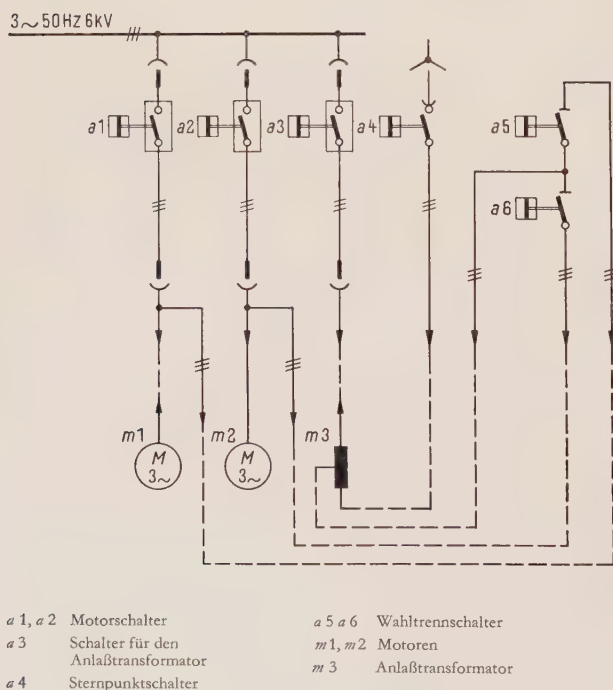 3~50Hz 6kV
a1
a2
a3
a4
a5
a6
m1
M
3~
m2
M
3~
m3
a 1, a 2 Motorschalter
a 3 Schalter für den
Anlaßtransformator
a 4 Sternpunktschalter
a 5 a 6 Wahltrennschalter
m 1, m 2 Motoren
m 3 Anlaßtransformator